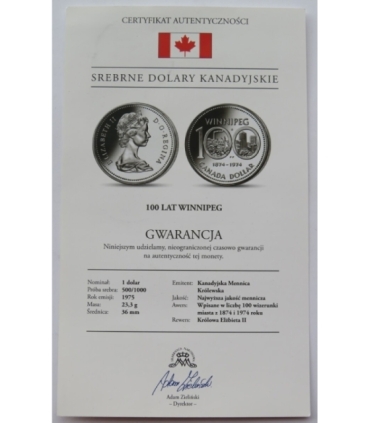 CERTYFIKAT AUTENTYCZNOŚCI
SREBRNE DOLARY KANADYJSKIE
ELIZABETH II D·G·REGINA
WINNIPEG
100
1874-1974
CANADA DOLLAR
100 LAT WINNIPEG
GWARANCJA
Niniejszym udzielamy, nieograniczonej czasowo gwarancji
na autentyczność tej monety.
Nominał: 1 dolar
Próba srebra: 500/1000
Rok emisji: 1975
Masa: 23,3 g
Średnica: 36 mm
Emitent: Kanadyjska Mennica
Królewska
Jakość: Najwyższa jakość mennicza
Awers: Wpisane w liczbę 100 wizerunki
miasta z 1874 i 1974 roku
Rewers: Królowa Elżbieta II
Adam Zieliński
– Dyrektor –